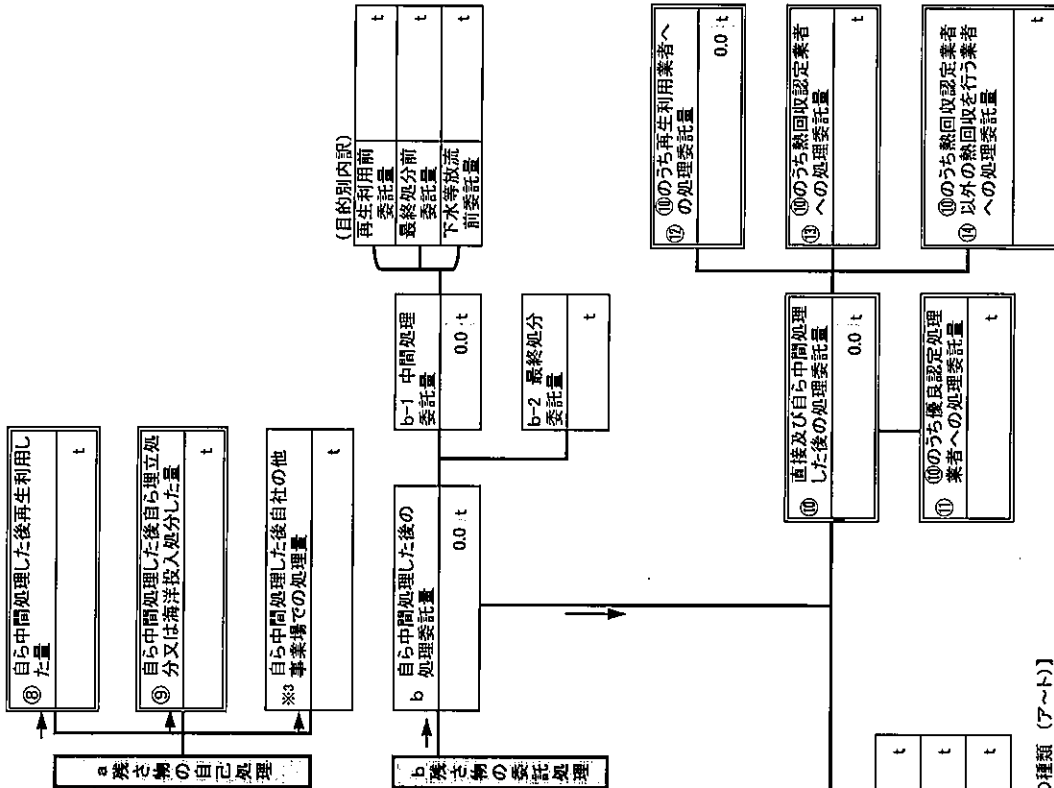 ⑧ 自ら中間処理した後再生利用し
た量
t
⑨ 自ら中間処理した後自ら埋立処
分又は海洋投入処分した量
t
※3 自ら中間処理した後自社の他
事業場での処理量
t
a残さ物の自己処理
b 自ら中間処理した後の
処理委託量
0.0 t
b残さ物の委託処理
b-1 中間処理
委託量
0.0 t
b-2 最終処分
委託量
t
(目的別内訳)
再生利用前
委託量
t
最終処分前
委託量
t
下水等放流
前委託量
t
⑩ 直接及び自ら中間処理
した後の処理委託量
0.0 t
⑪ ⑩のうち優良認定処理
業者への処理委託量
t
⑫ ⑩のうち再生利用業者へ
の処理委託量
0.0 t
⑬ ⑩のうち熱回収認定業者
への処理委託量
t
⑭ ⑩のうち熱回収認定業者
以外の熱回収を行う業者
への処理委託量
t
t
t
t
の種類 (ア~ト)】